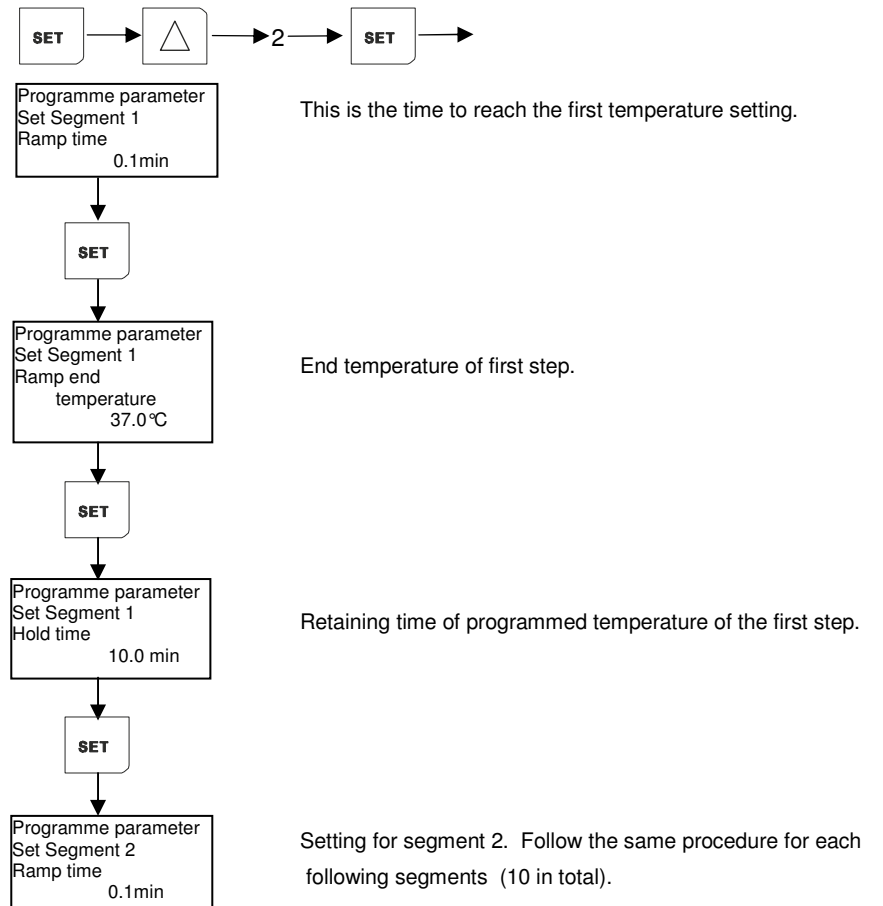 SET 2 SET
Programme parameter
Set Segment 1
Ramp time
0.1min
This is the time to reach the first temperature setting.
SET
Programme parameter
Set Segment 1
Ramp end
temperature
37.0℃
End temperature of first step.
SET
Programme parameter
Set Segment 1
Hold time
10.0 min
Retaining time of programmed temperature of the first step.
SET
Programme parameter
Set Segment 2
Ramp time
0.1min
Setting for segment 2. Follow the same procedure for each
following segments (10 in total).